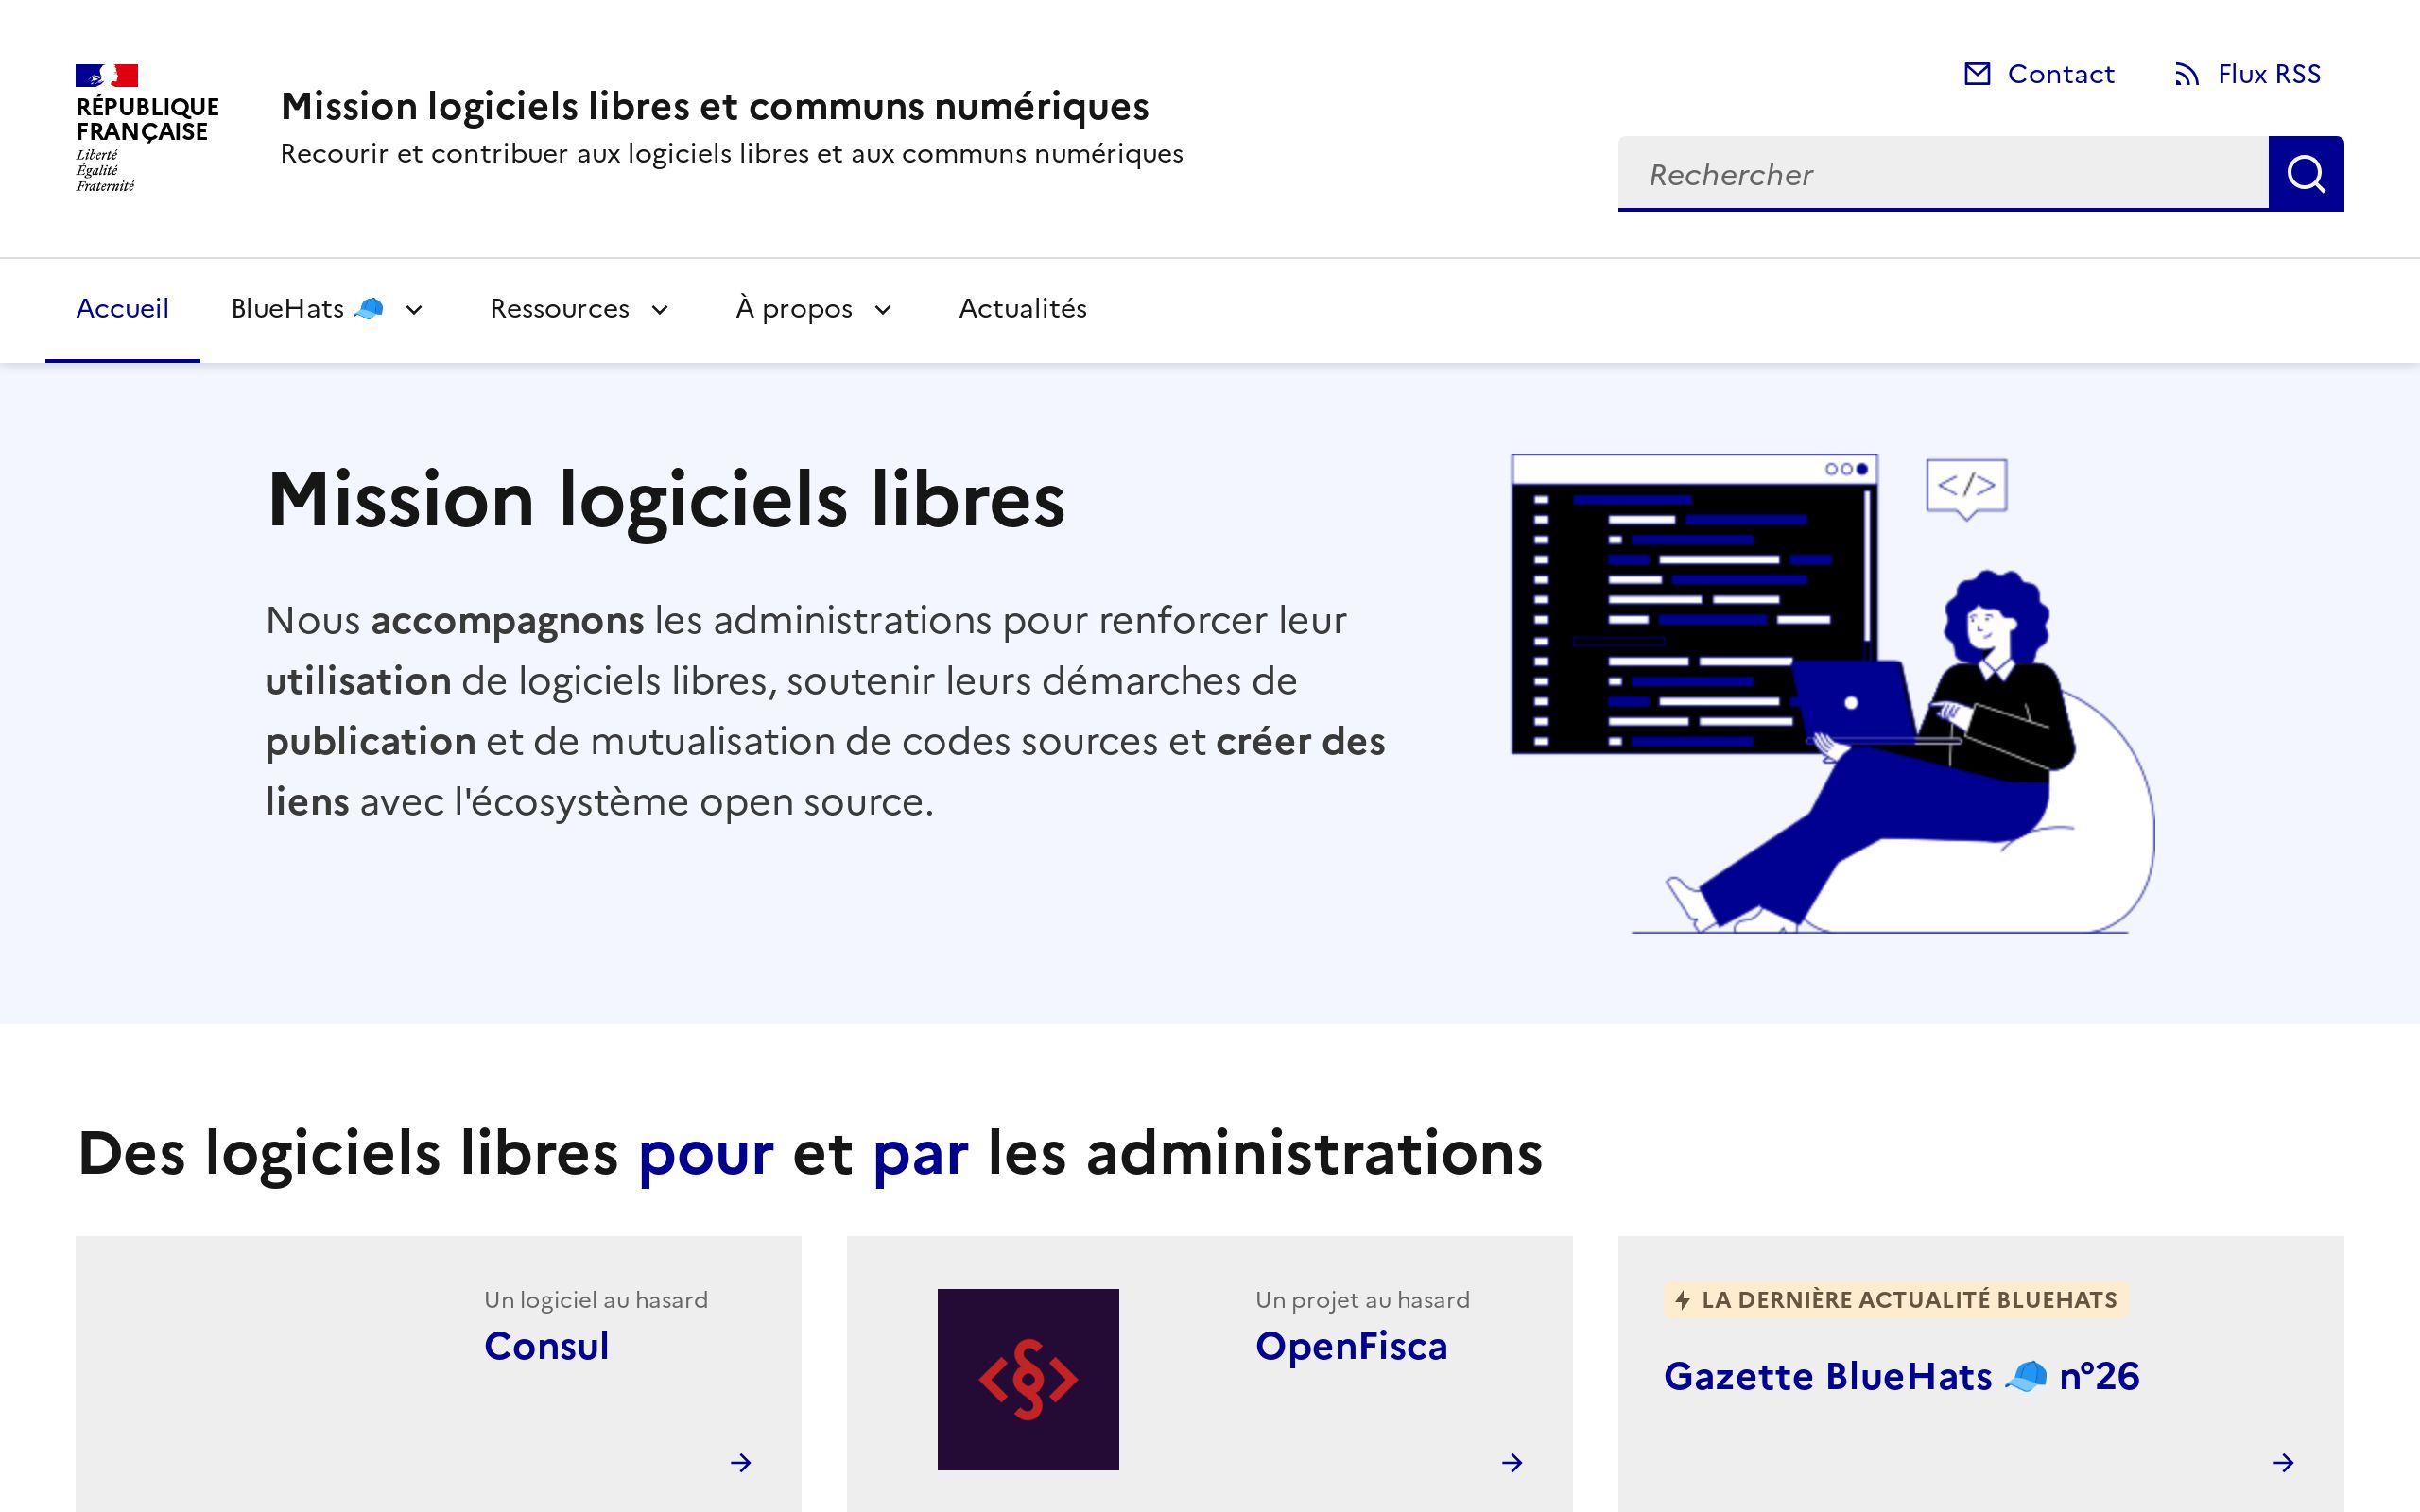 RÉPUBLIQUE
FRANÇAISE
Liberté
Égalité
Fraternité
Mission logiciels libres et communs numériques
Recourir et contribuer aux logiciels libres et aux communs numériques
Contact
Flux RSS
Rechercher
Accueil
BlueHats 🧢
Ressources
À propos
Actualités
Mission logiciels libres
Nous accompagnons les administrations pour renforcer leur
utilisation de logiciels libres, soutenir leurs démarches de
publication et de mutualisation de codes sources et créer des
liens avec l'écosystème open source.
</>
Des logiciels libres pour et par les administrations
Un logiciel au hasard
Consul
Un projet au hasard
OpenFisca
<§>
LA DERNIÈRE ACTUALITÉ BLUEHATS
Gazette BlueHats 🧢 n°26